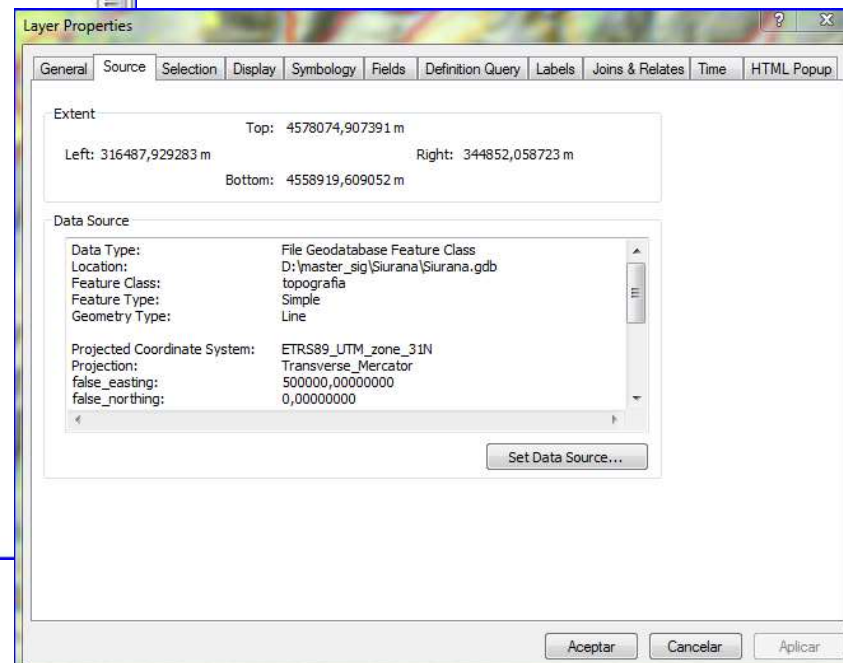 Layer Properties
General Source Selection Display Symbology Fields Definition Query Labels Joins & Relates Time HTML Popup
Extent
Top: 4578074,907391 m
Left: 316487,929283 m Right: 344852,058723 m
Bottom: 4558919,609052 m
Data Source
Data Type: File Geodatabase Feature Class
Location: D:\master_sig\Siurana\Siurana.gdb
Feature Class: topografia
Feature Type: Simple
Geometry Type: Line
Projected Coordinate System: ETRS89_UTM_zone_31N
Projection: Transverse_Mercator
false_easting: 500000,00000000
false_northing: 0,00000000
Set Data Source...
Aceptar Cancelar Aplicar